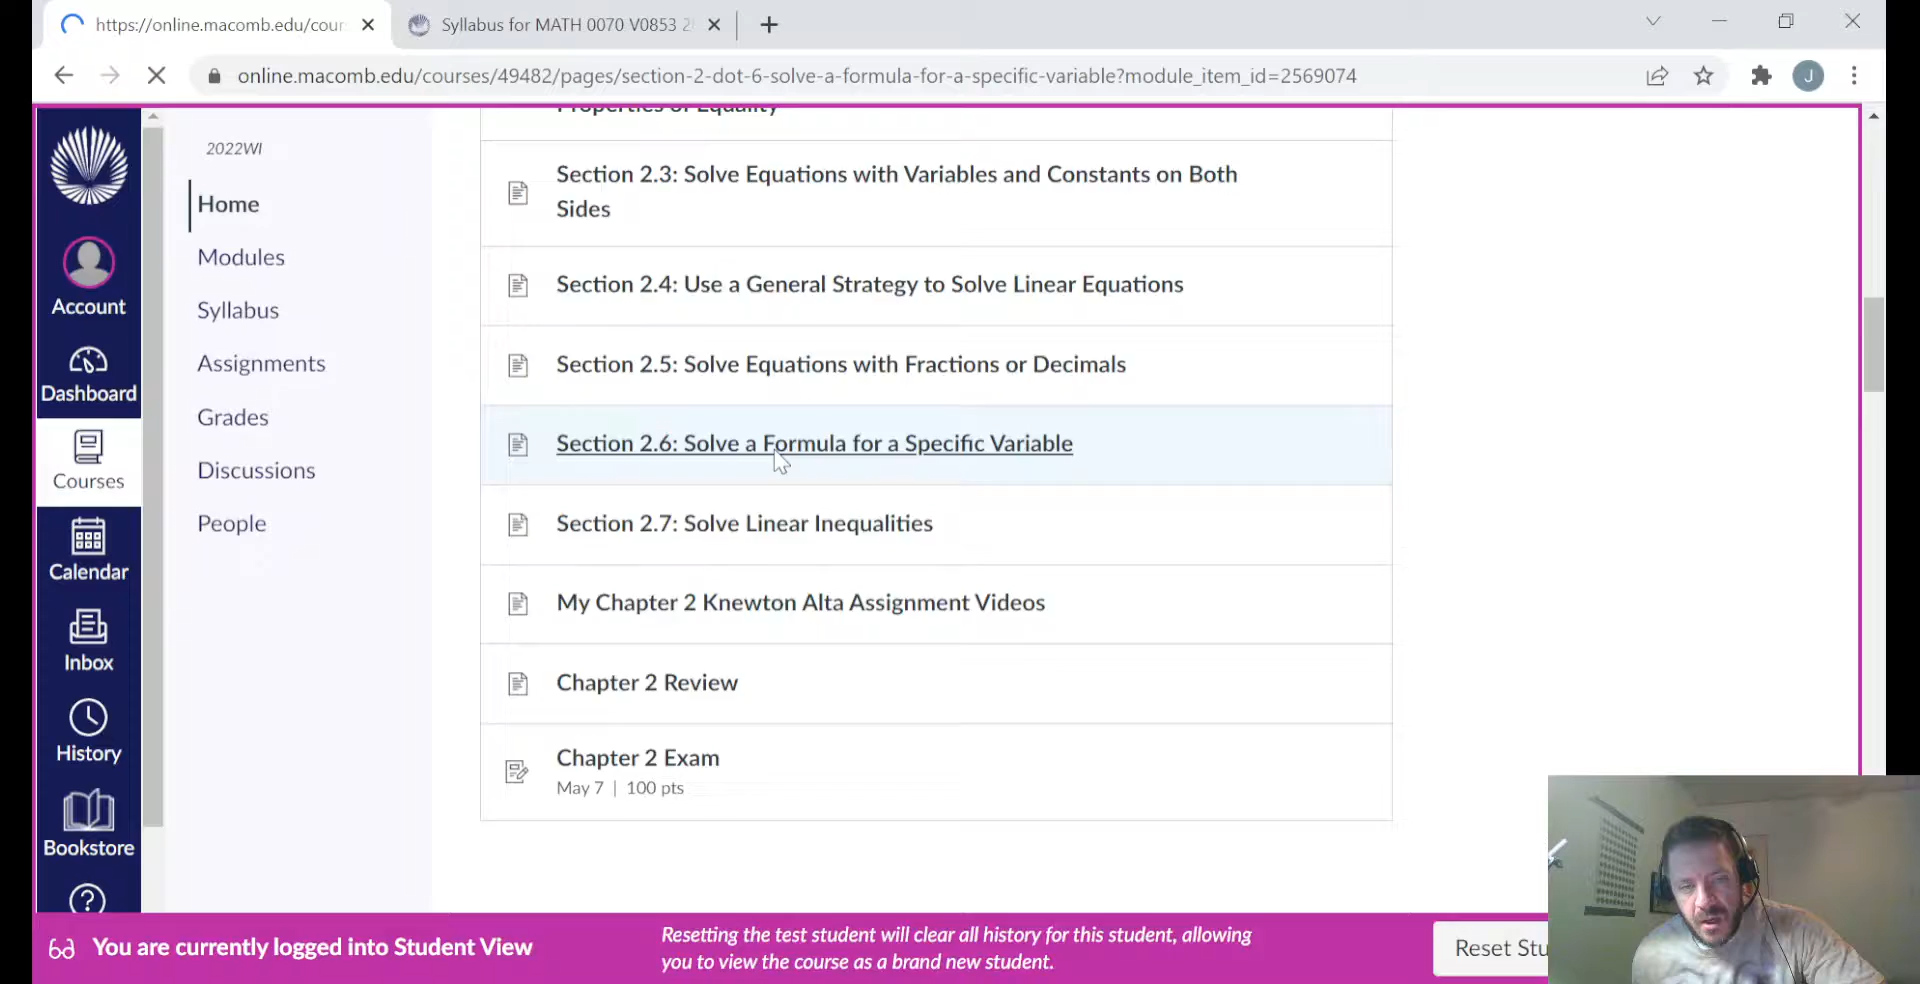 https://online.macomb.edu/cour
Syllabus for MATH 0070 V0853 2
online.macomb.edu/courses/49482/pages/section-2-dot-6-solve-a-formula-for-a-specific-variable?module_item_id=2569074
J
Properties of Equality
2022WI
Home
Modules
Syllabus
Assignments
Grades
Discussions
People
Account
Dashboard
Courses
Calendar
Inbox
History
Bookstore
Section 2.3: Solve Equations with Variables and Constants on Both
Sides
Section 2.4: Use a General Strategy to Solve Linear Equations
Section 2.5: Solve Equations with Fractions or Decimals
Section 2.6: Solve a Formula for a Specific Variable
Section 2.7: Solve Linear Inequalities
My Chapter 2 Knewton Alta Assignment Videos
Chapter 2 Review
Chapter 2 Exam
May 7 | 100 pts
You are currently logged into Student View
Resetting the test student will clear all history for this student, allowing
you to view the course as a brand new student.
Reset Stu